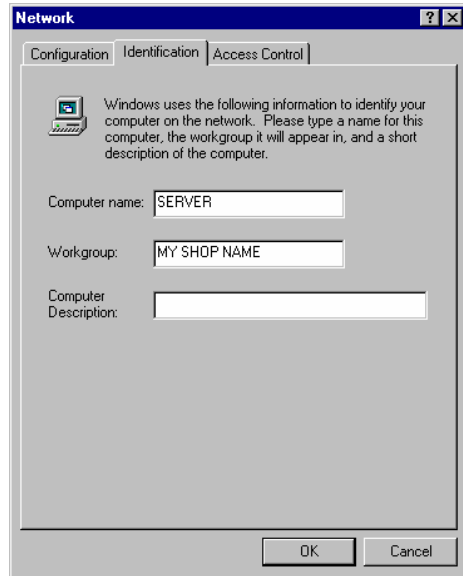 Network
Configuration Identification Access Control
Windows uses the following information to identify your
computer on the network. Please type a name for this
computer, the workgroup it will appear in, and a short
description of the computer.
Computer name: SERVER
Workgroup: MY SHOP NAME
Computer
Description:
OK Cancel